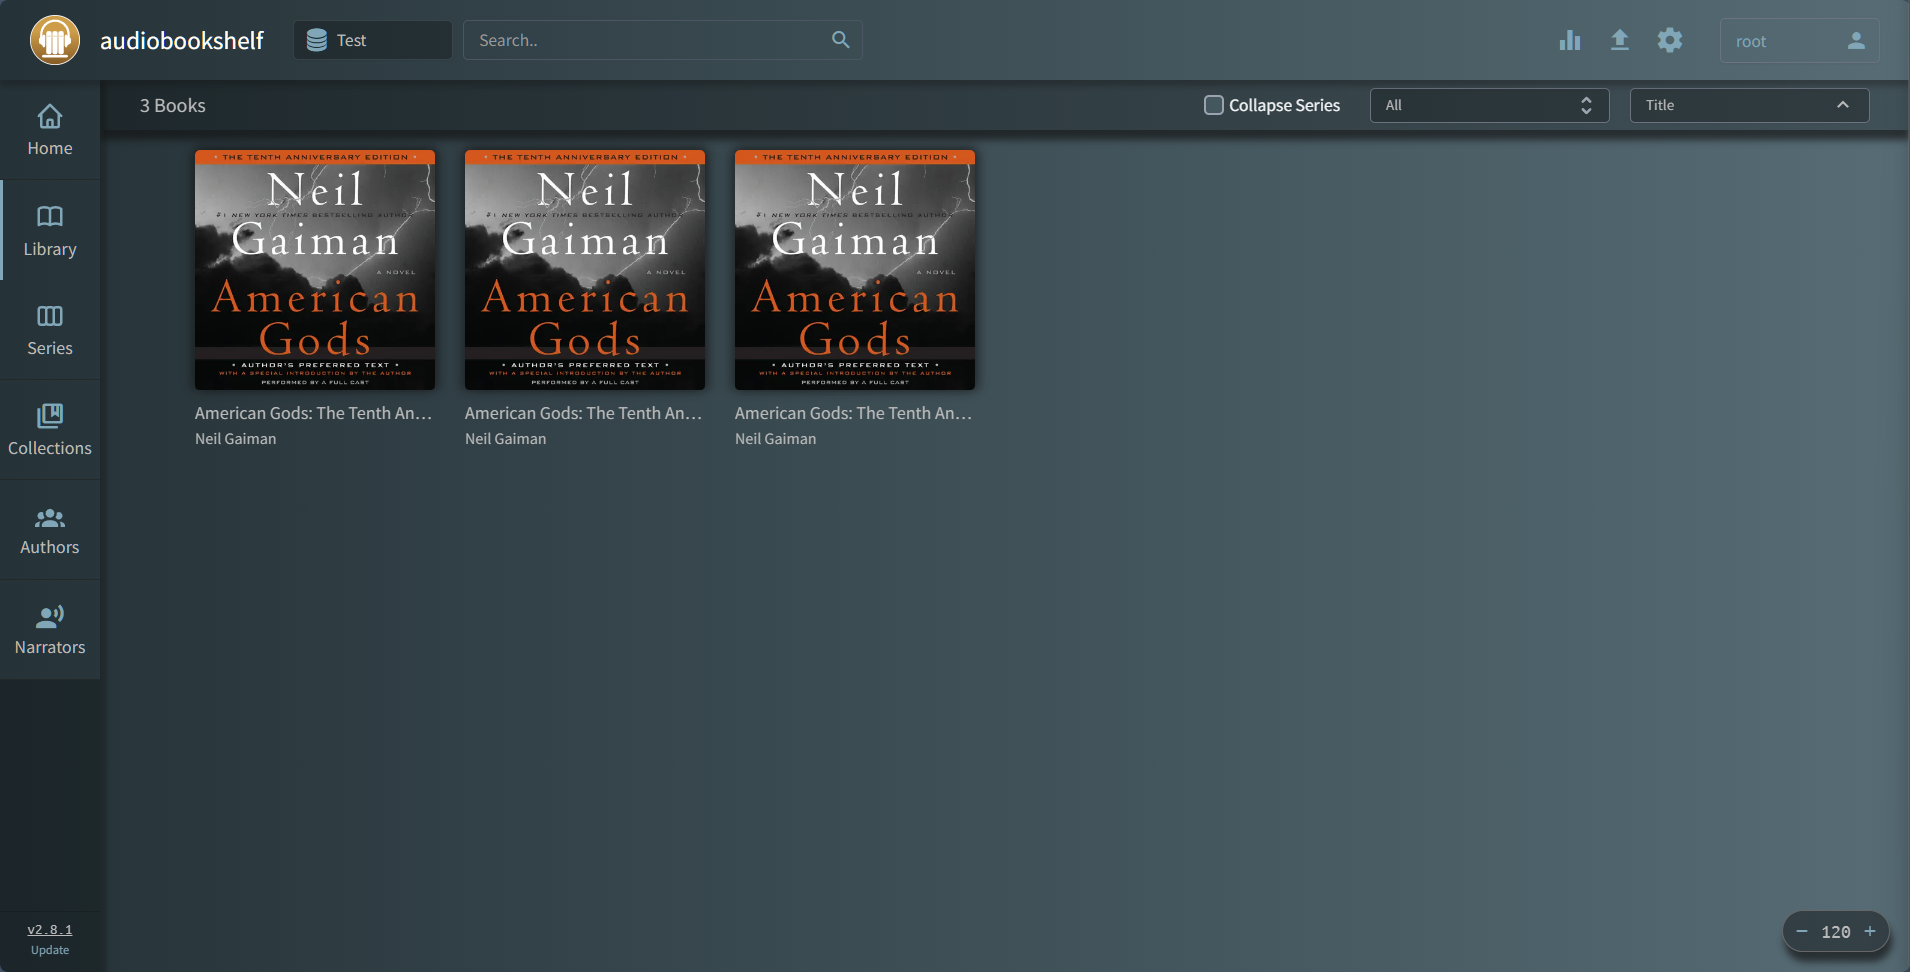 audiobookshelf
Test
Search..
root
3 Books
Collapse Series
All
Title
Home
Library
Series
Collections
Authors
Narrators
• THE TENTH ANNIVERSARY EDITION •
Neil
#1 NEW YORK TIMES BESTSELLING AUTHOR
Gaiman
A NOVEL
American
Gods
• AUTHOR'S PREFERRED TEXT •
WITH A SPECIAL INTRODUCTION BY THE AUTHOR
PERFORMED BY A FULL CAST
American Gods: The Tenth An...
Neil Gaiman
• THE TENTH ANNIVERSARY EDITION •
Neil
#1 NEW YORK TIMES BESTSELLING AUTHOR
Gaiman
A NOVEL
American
Gods
• AUTHOR'S PREFERRED TEXT •
WITH A SPECIAL INTRODUCTION BY THE AUTHOR
PERFORMED BY A FULL CAST
American Gods: The Tenth An...
Neil Gaiman
• THE TENTH ANNIVERSARY EDITION •
Neil
#1 NEW YORK TIMES BESTSELLING AUTHOR
Gaiman
A NOVEL
American
Gods
• AUTHOR'S PREFERRED TEXT •
WITH A SPECIAL INTRODUCTION BY THE AUTHOR
PERFORMED BY A FULL CAST
American Gods: The Tenth An...
Neil Gaiman
v2.8.1
Update
− 120 +